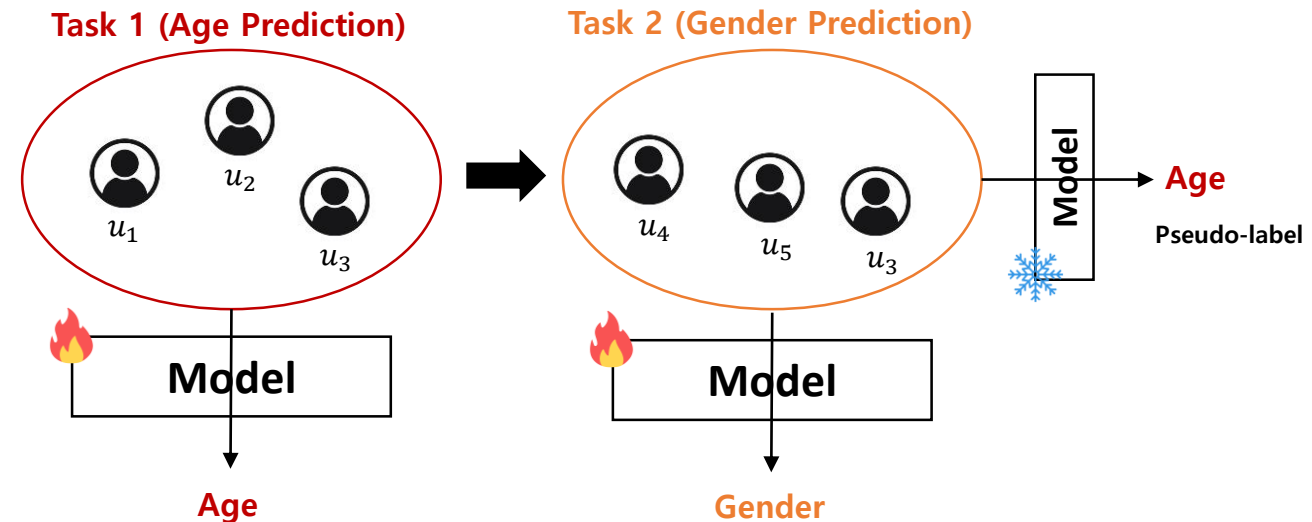 Task 1 (Age Prediction)
Task 2 (Gender Prediction)
u₁
u₂
u₃
u₄
u₅
u₃
Model
Age
Pseudo-label
Model
Model
Age
Gender